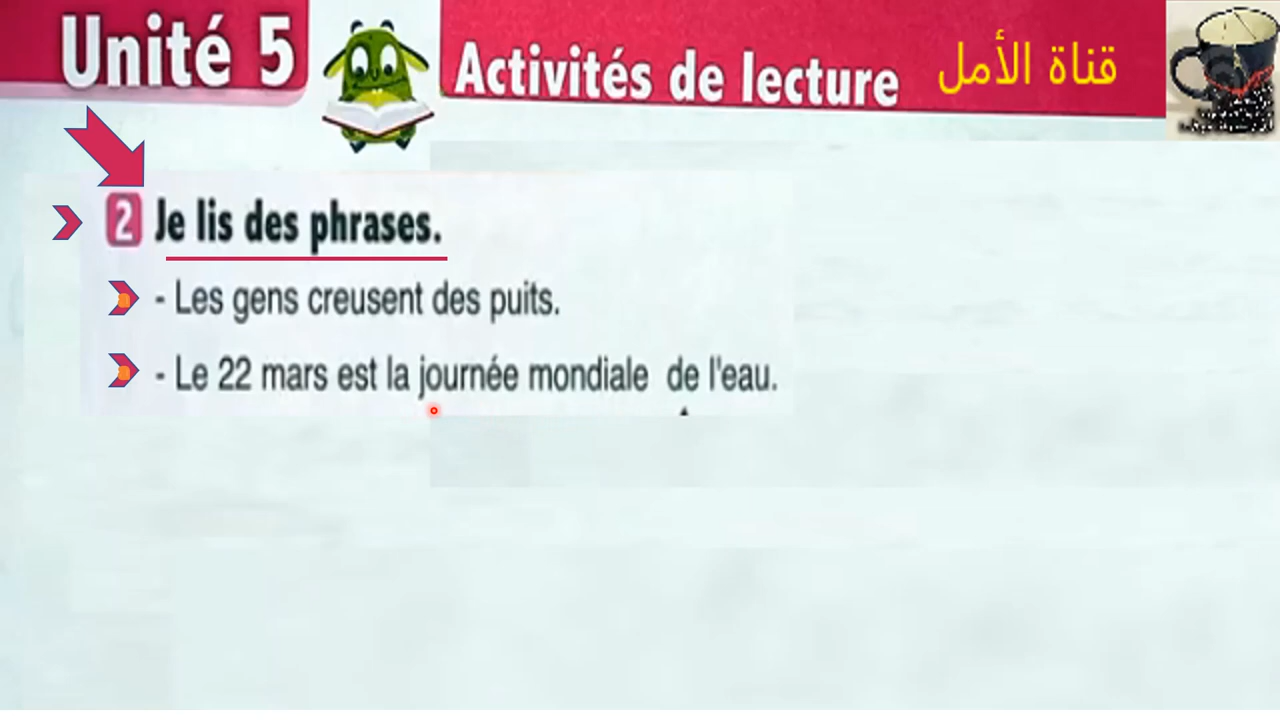 Unité 5
Activités de lecture
قناة الأمل
2 Je lis des phrases.
- Les gens creusent des puits.
- Le 22 mars est la journée mondiale de l'eau.